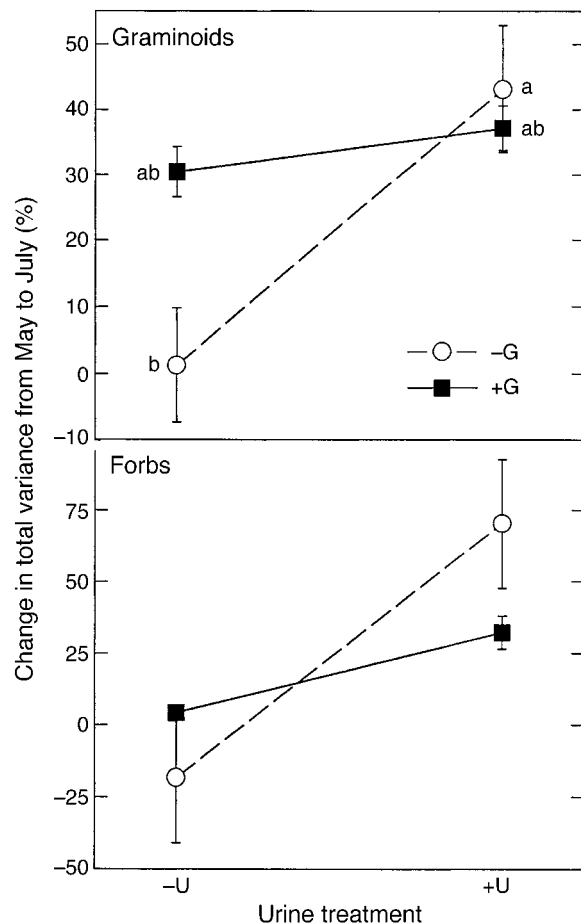 Change in total variance from May to July (%)
Graminoids
50
40
30
20
10
0
–10
ab
b
a
ab
–G
+G
Forbs
75
50
25
0
–25
–50
–U
+U
Urine treatment